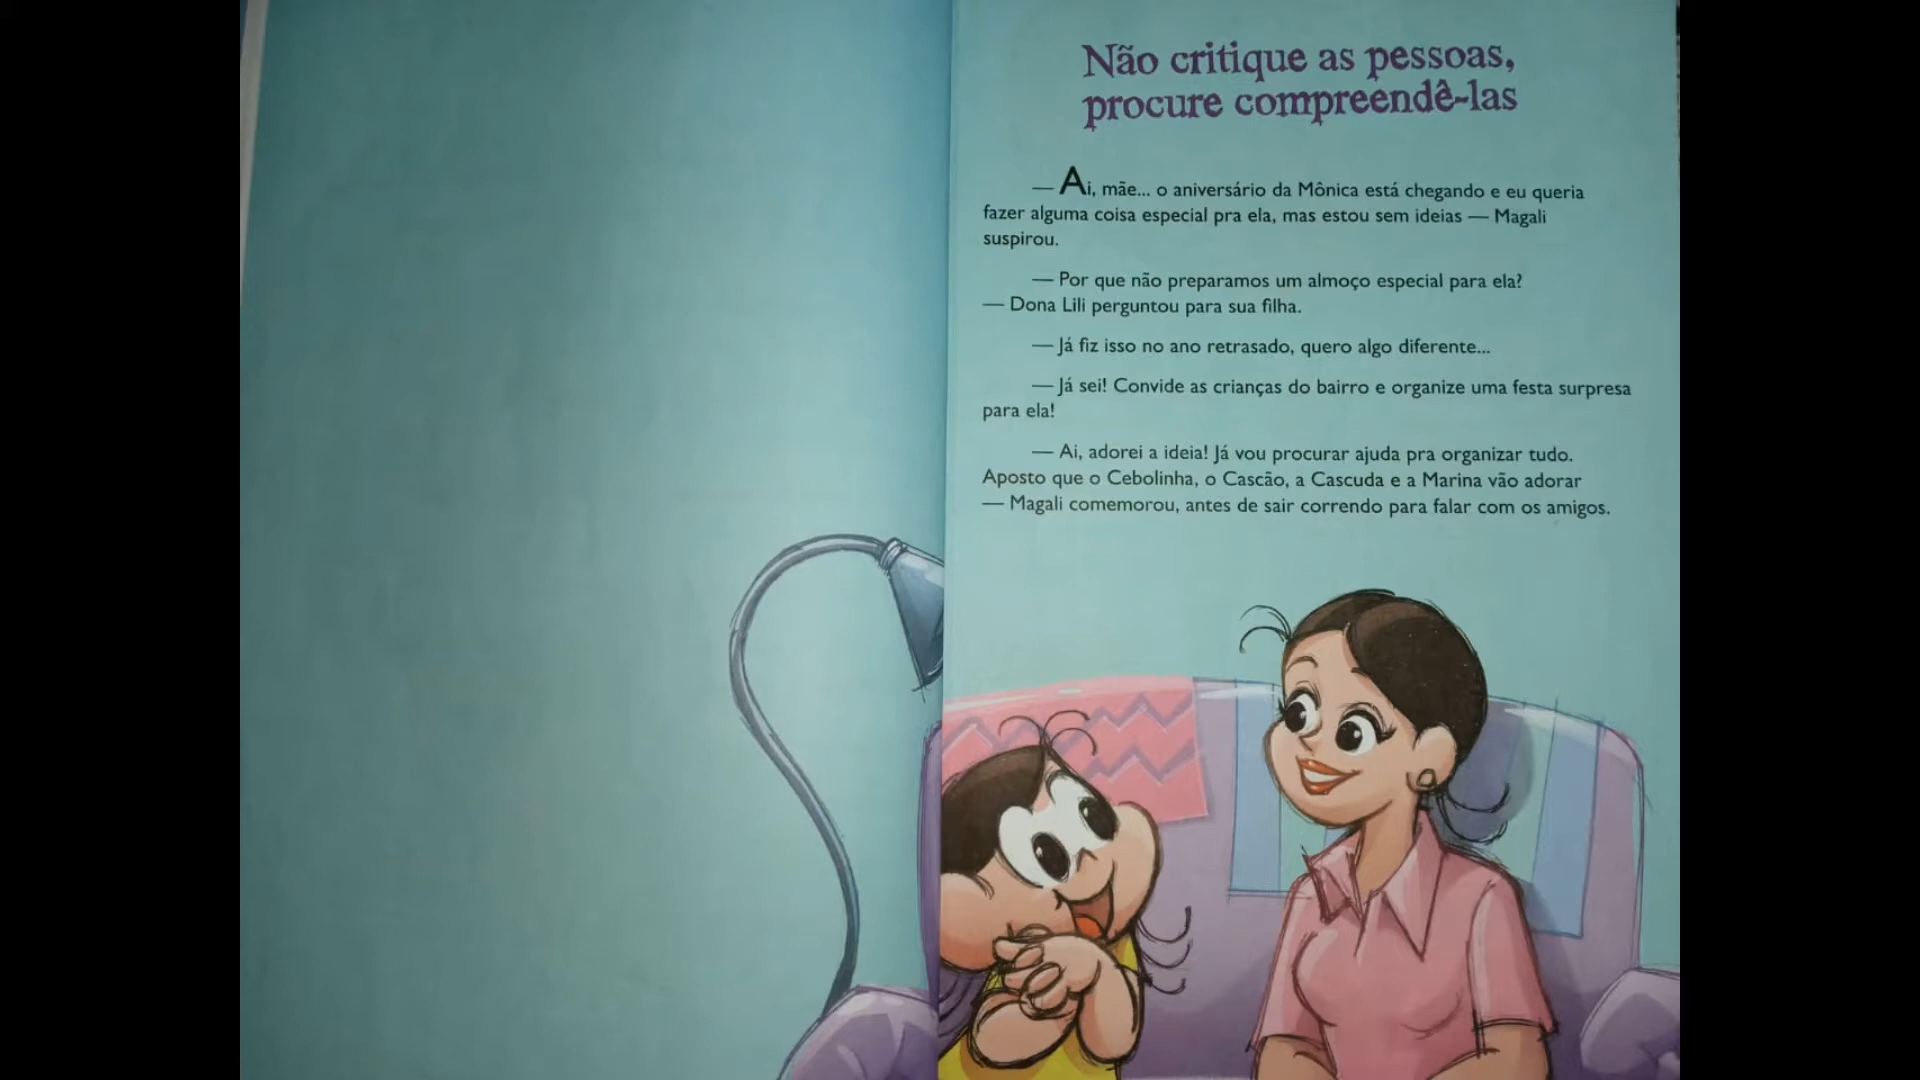 Não critique as pessoas,
procure compreendê-las
— Ai, mãe... o aniversário da Mônica está chegando e eu queria
fazer alguma coisa especial pra ela, mas estou sem ideias — Magali
suspirou.
— Por que não preparamos um almoço especial para ela?
— Dona Lili perguntou para sua filha.
— Já fiz isso no ano retrasado, quero algo diferente...
— Já sei! Convide as crianças do bairro e organize uma festa surpresa
para ela!
— Ai, adorei a ideia! Já vou procurar ajuda pra organizar tudo.
Aposto que o Cebolinha, o Cascão, a Cascuda e a Marina vão adorar
— Magali comemorou, antes de sair correndo para falar com os amigos.